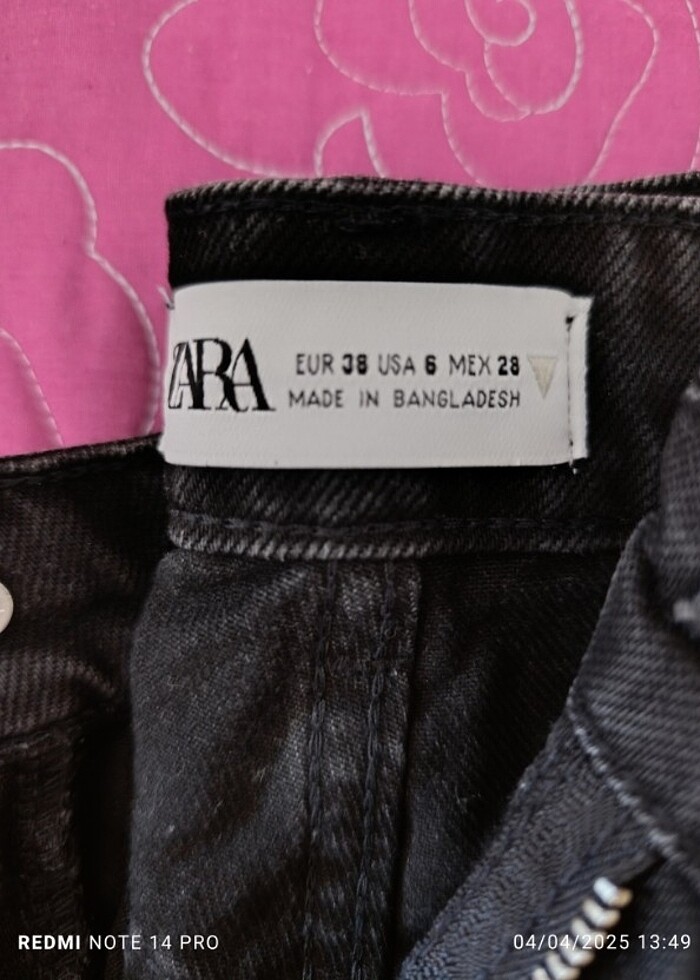 ZARA
EUR 38 USA 6 MEX 28
MADE IN BANGLADESH
REDMI NOTE 14 PRO
04/04/2025 13:49